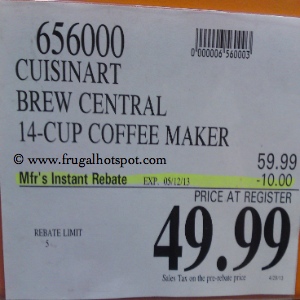 656000
0000006560003
CUISINART
BREW CENTRAL
14-CUP COFFEE MAKER
© www.frugalhotspot.com
59.99
Mfr's Instant Rebate EXP. 05/12/13 -10.00
PRICE AT REGISTER
49.99
REBATE LIMIT
5
Sales Tax on the pre-rebate price